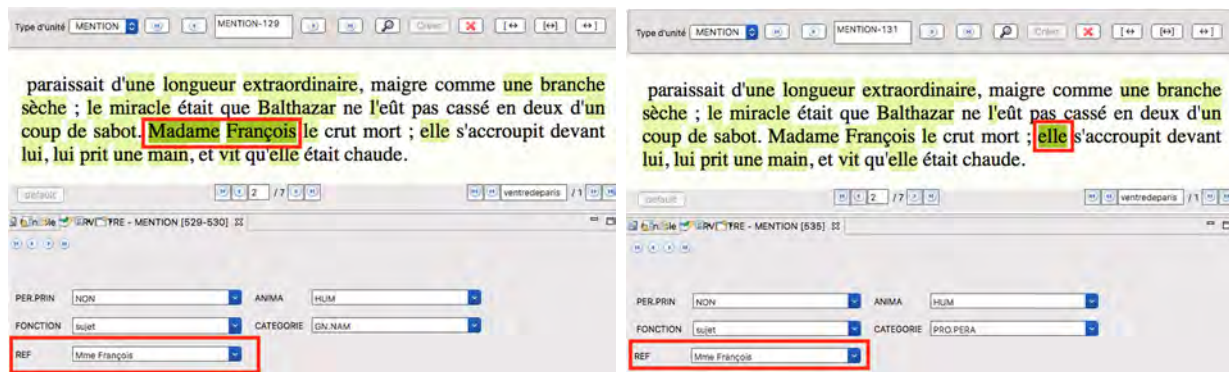 Type d'unité MENTION MENTION-129 Créer
paraissait d'une longueur extraordinaire, maigre comme une branche
sèche ; le miracle était que Balthazar ne l'eût pas cassé en deux d'un
coup de sabot. Madame François le crut mort ; elle s'accroupit devant
lui, lui prit une main, et vit qu'elle était chaude.
default 2 / 7 ventredeparis / 1
TRE - MENTION [529-530]
PER.PRIN NON ANIMA HUM
FONCTION sujet CATEGORIE GN.NAM
REF Mme François
Type d'unité MENTION MENTION-131 Créer
paraissait d'une longueur extraordinaire, maigre comme une branche
sèche ; le miracle était que Balthazar ne l'eût pas cassé en deux d'un
coup de sabot. Madame François le crut mort ; elle s'accroupit devant
lui, lui prit une main, et vit qu'elle était chaude.
default 2 / 7 ventredeparis / 1
TRE - MENTION [535]
PER.PRIN NON ANIMA HUM
FONCTION sujet CATEGORIE PRO.PERA
REF Mme François